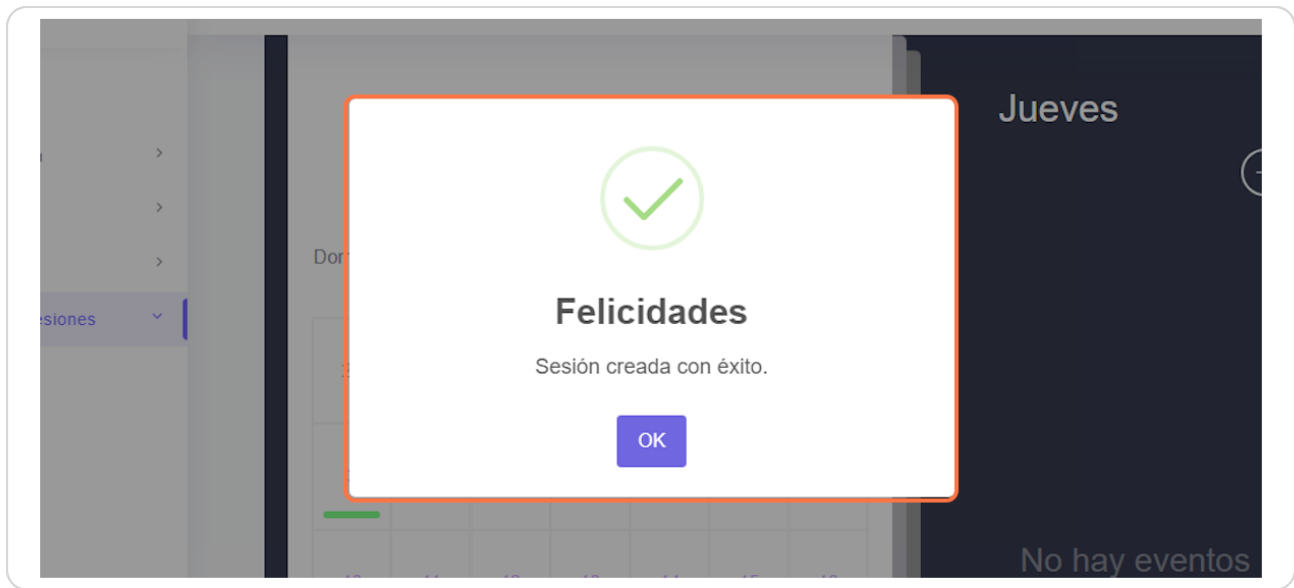 Jueves
Felicidades
Sesión creada con éxito.
OK
No hay eventos